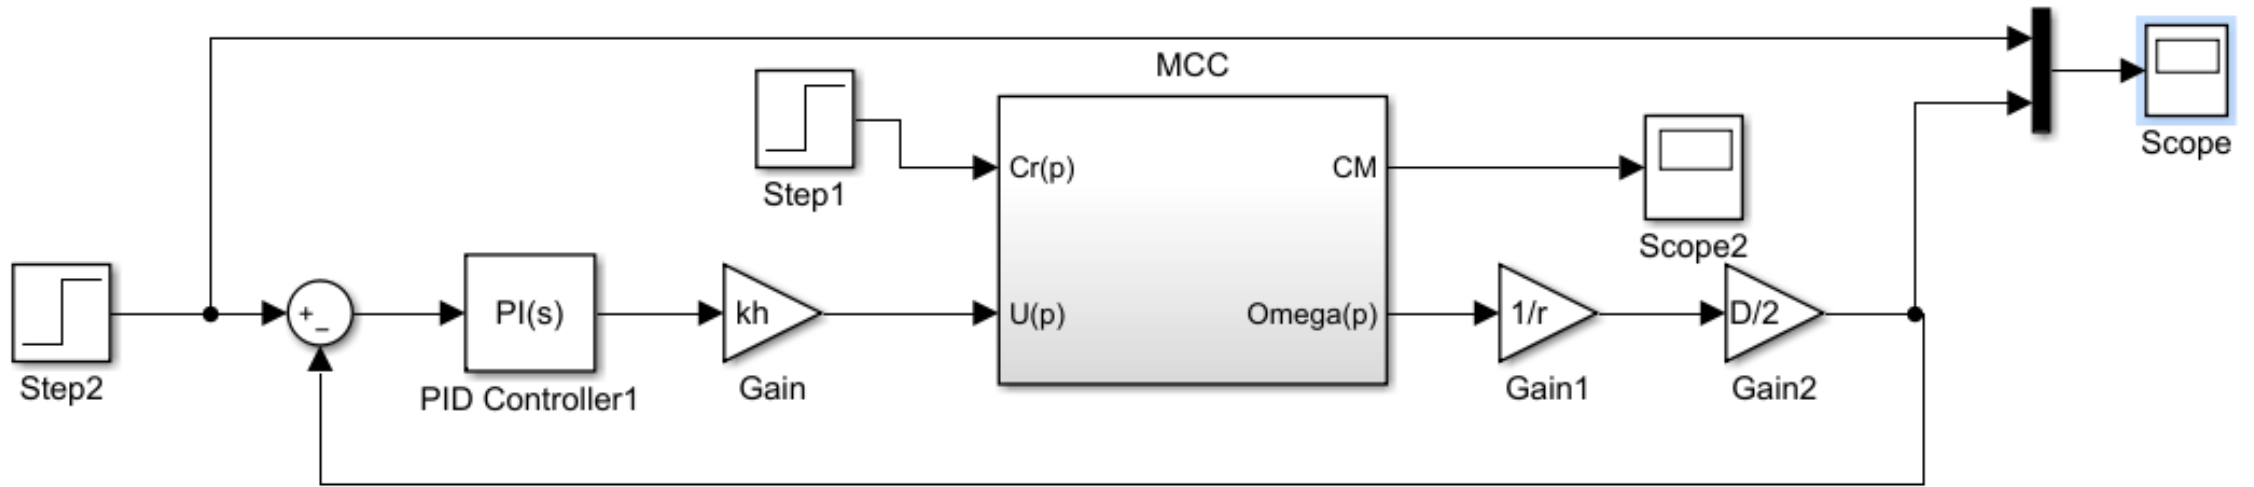 MCC
Step1
Cr(p)
CM
Scope
Scope2
Step2
+
−
PI(s)
PID Controller1
kh
Gain
U(p)
Omega(p)
1/r
Gain1
D/2
Gain2